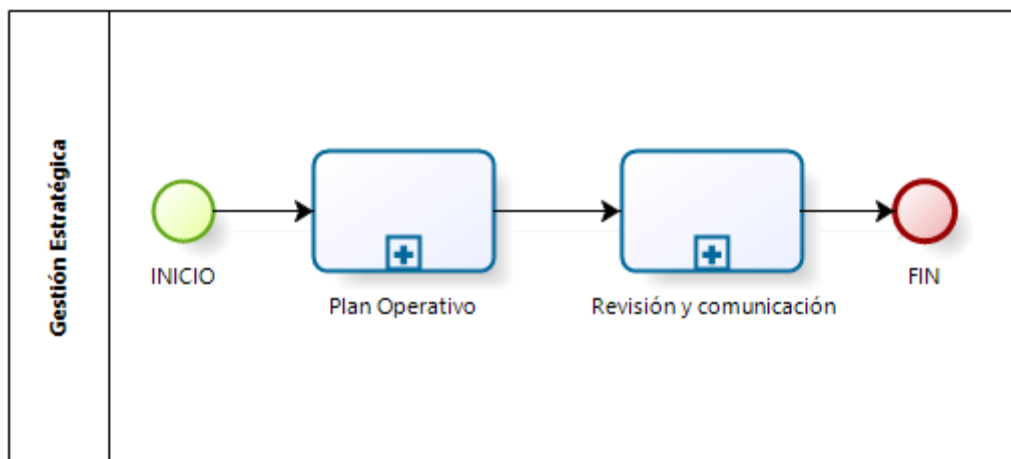 Gestión Estratégica
INICIO
Plan Operativo
Revisión y comunicación
FIN